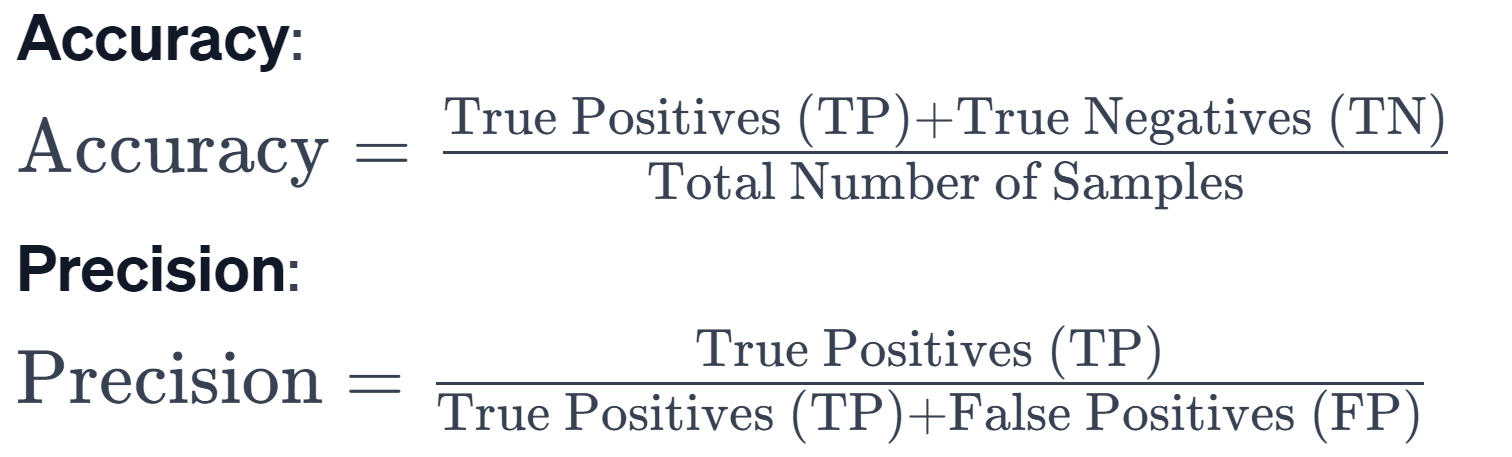 Accuracy:
Accuracy = True Positives (TP)+True Negatives (TN) / Total Number of Samples
Precision:
Precision = True Positives (TP) / True Positives (TP)+False Positives (FP)